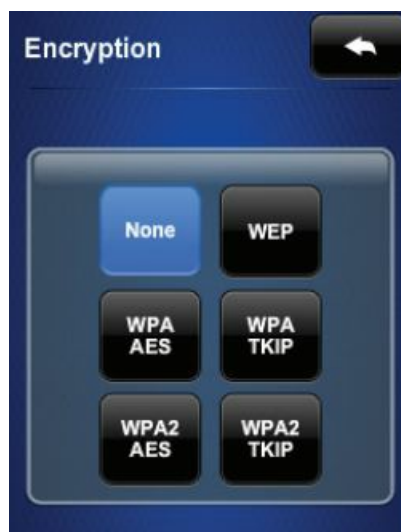 Encryption
None
WEP
WPA
AES
WPA
TKIP
WPA2
AES
WPA2
TKIP